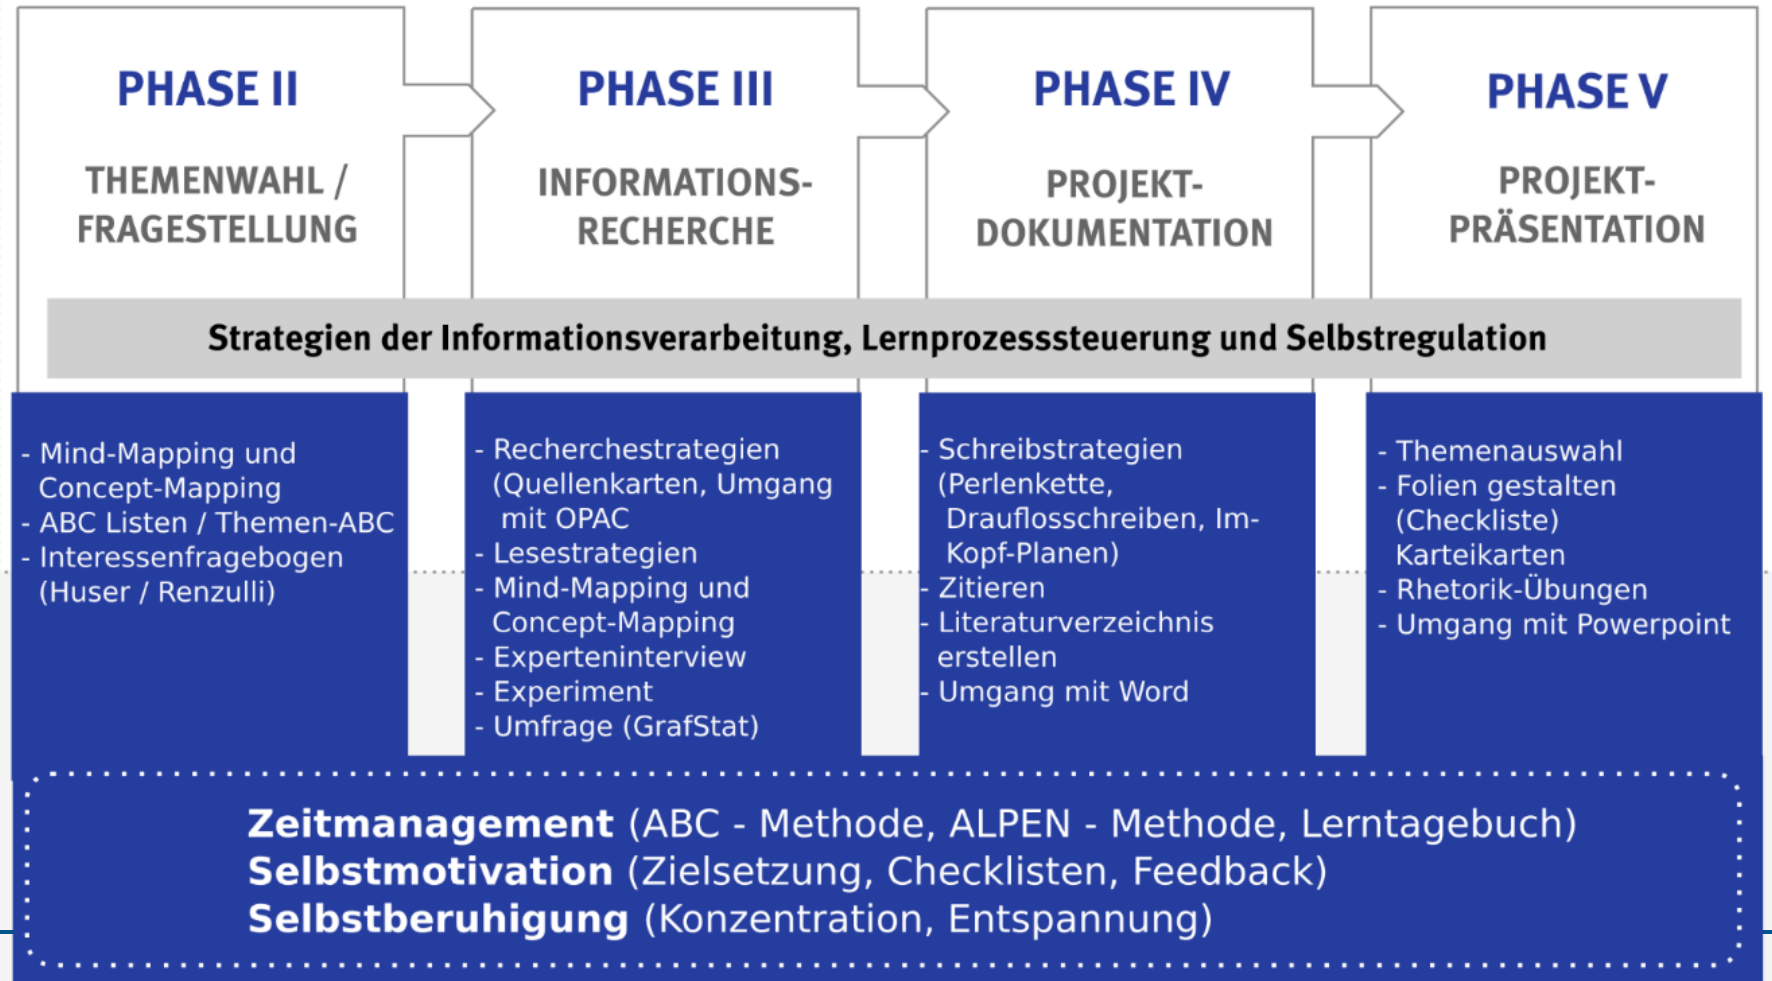 PHASE II
THEMENWAHL /
FRAGESTELLUNG
PHASE III
INFORMATIONS-
RECHERCHE
PHASE IV
PROJEKT-
DOKUMENTATION
PHASE V
PROJEKT-
PRÄSENTATION
Strategien der Informationsverarbeitung, Lernprozesssteuerung und Selbstregulation
- Mind-Mapping und
Concept-Mapping
- ABC Listen / Themen-ABC
- Interessenfragebogen
(Huser / Renzulli)
- Recherchestrategien
(Quellenkarten, Umgang
mit OPAC
- Lesestrategien
- Mind-Mapping und
Concept-Mapping
- Experteninterview
- Experiment
- Umfrage (GrafStat)
- Schreibstrategien
(Perlenkette,
Drauflosschreiben, Im-
Kopf-Planen)
- Zitieren
- Literaturverzeichnis
erstellen
- Umgang mit Word
- Themenauswahl
- Folien gestalten
(Checkliste)
Karteikarten
- Rhetorik-Übungen
- Umgang mit Powerpoint
Zeitmanagement (ABC - Methode, ALPEN - Methode, Lerntagebuch)
Selbstmotivation (Zielsetzung, Checklisten, Feedback)
Selbstberuhigung (Konzentration, Entspannung)